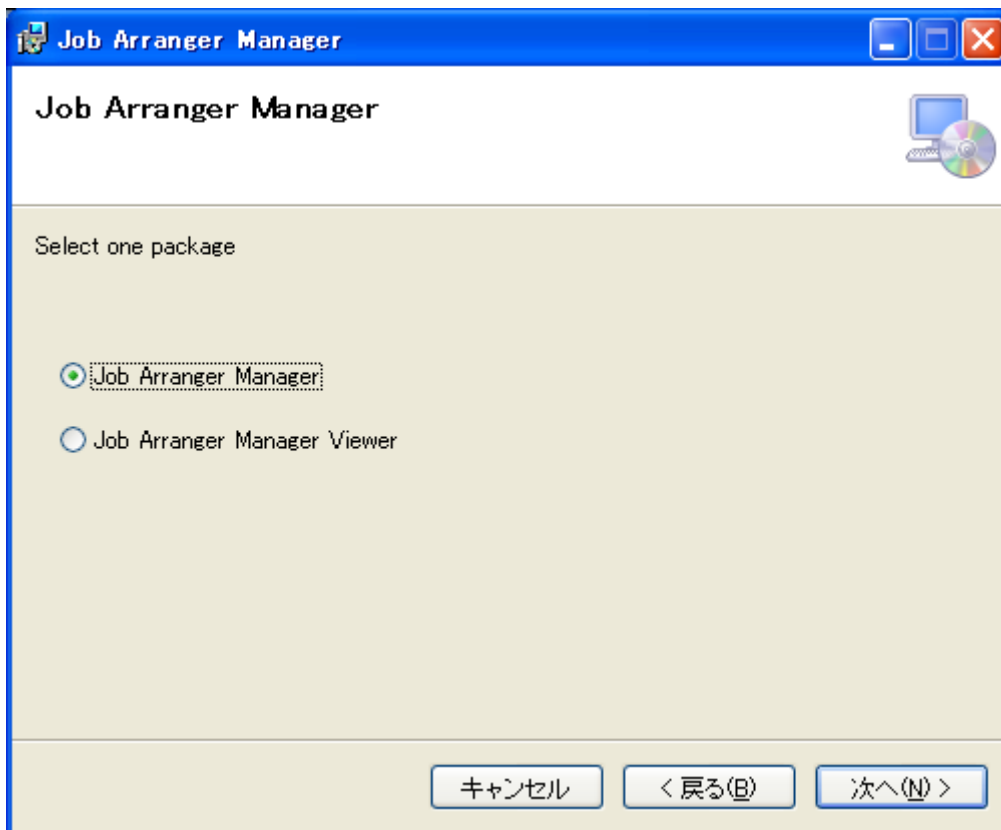 Job Arranger Manager
Job Arranger Manager
Select one package
Job Arranger Manager
Job Arranger Manager Viewer
キャンセル
< 戻る(B)
次へ(N) >